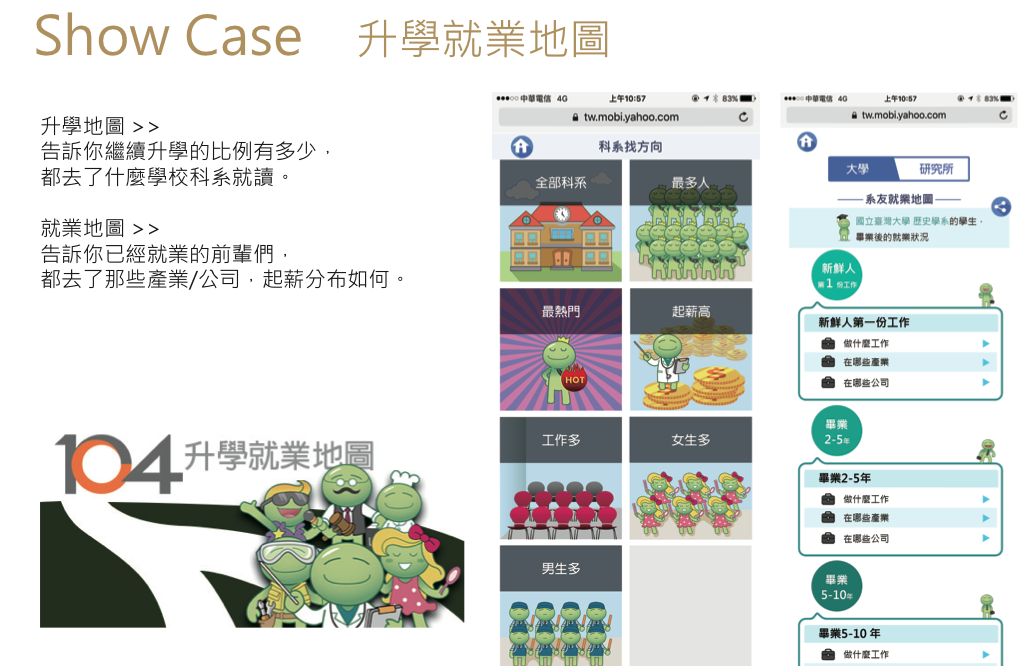 Show Case 升學就業地圖
升學地圖 >>
告訴你繼續升學的比例有多少，
都去了什麼學校科系就讀。
就業地圖 >>
告訴你已經就業的前輩們，
都去了那些產業/公司，起薪分布如何。
104 升學就業地圖
中華電信 4G 上午10:57 83%
tw.mobi.yahoo.com
科系找方向
全部科系
最多人
最熱門
HOT
起薪高
工作多
女生多
男生多
中華電信 4G 上午10:57 83%
tw.mobi.yahoo.com
大學
研究所
系友就業地圖
國立臺灣大學 歷史學系的學生，
畢業後的就業狀況
新鮮人
第1份工作
新鮮人第一份工作
做什麼工作
在哪些產業
在哪些公司
畢業
2-5年
畢業2-5年
做什麼工作
在哪些產業
在哪些公司
畢業
5-10年
畢業5-10 年
做什麼工作